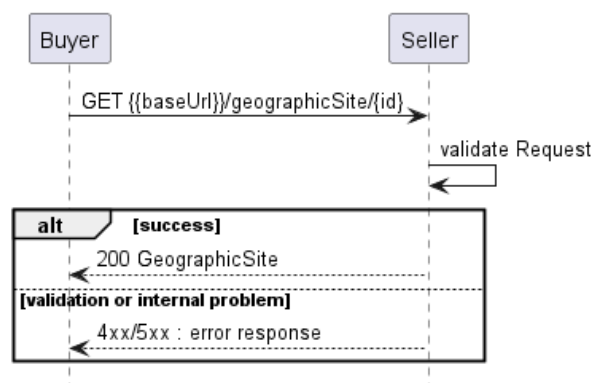 Buyer
Seller
GET {{baseUrl}}/geographicSite/{id}
validate Request
alt
[success]
200 GeographicSite
[validation or internal problem]
4xx/5xx : error response